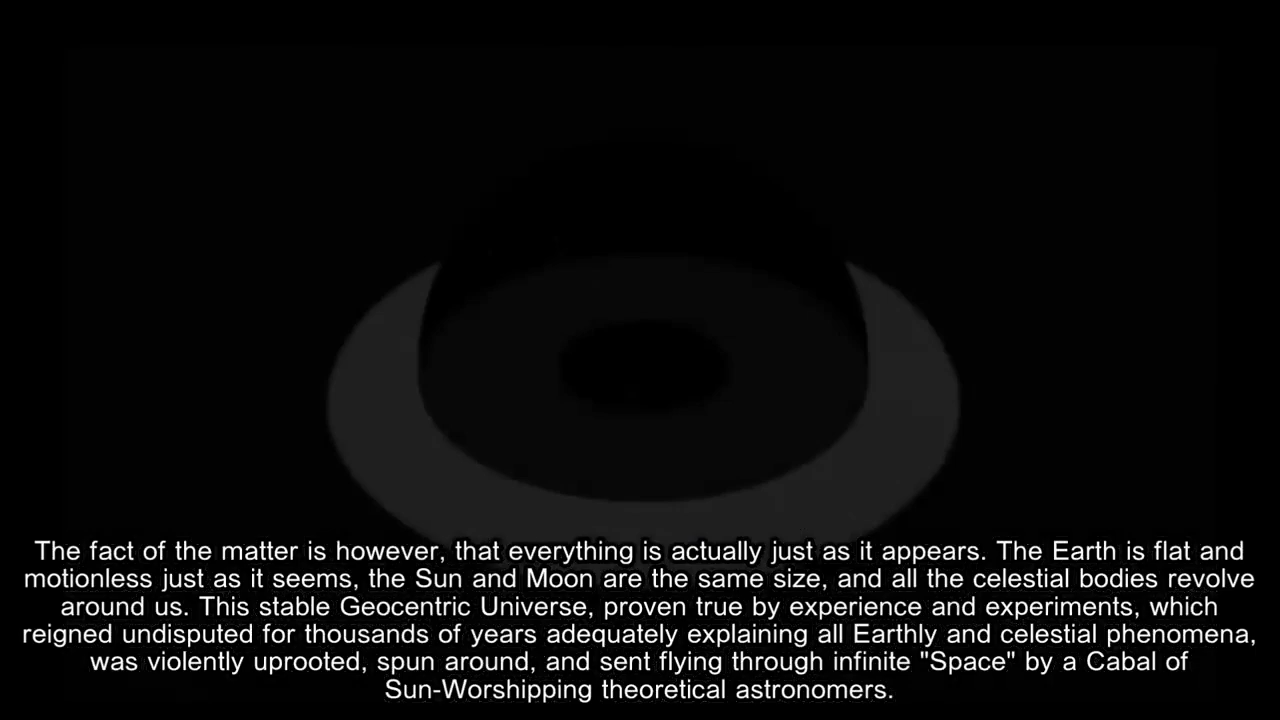 The fact of the matter is however, that everything is actually just as it appears. The Earth is flat and
motionless just as it seems, the Sun and Moon are the same size, and all the celestial bodies revolve
around us. This stable Geocentric Universe, proven true by experience and experiments, which
reigned undisputed for thousands of years adequately explaining all Earthly and celestial phenomena,
was violently uprooted, spun around, and sent flying through infinite "Space" by a Cabal of
Sun-Worshipping theoretical astronomers.